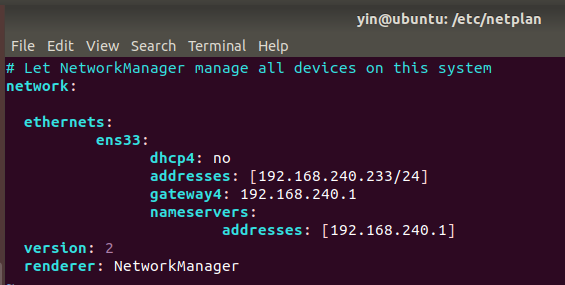 yin@ubuntu: /etc/netplan
File Edit View Search Terminal Help
# Let NetworkManager manage all devices on this system
network:
ethernets:
ens33:
dhcp4: no
addresses: [192.168.240.233/24]
gateway4: 192.168.240.1
nameservers:
addresses: [192.168.240.1]
version: 2
renderer: NetworkManager
~